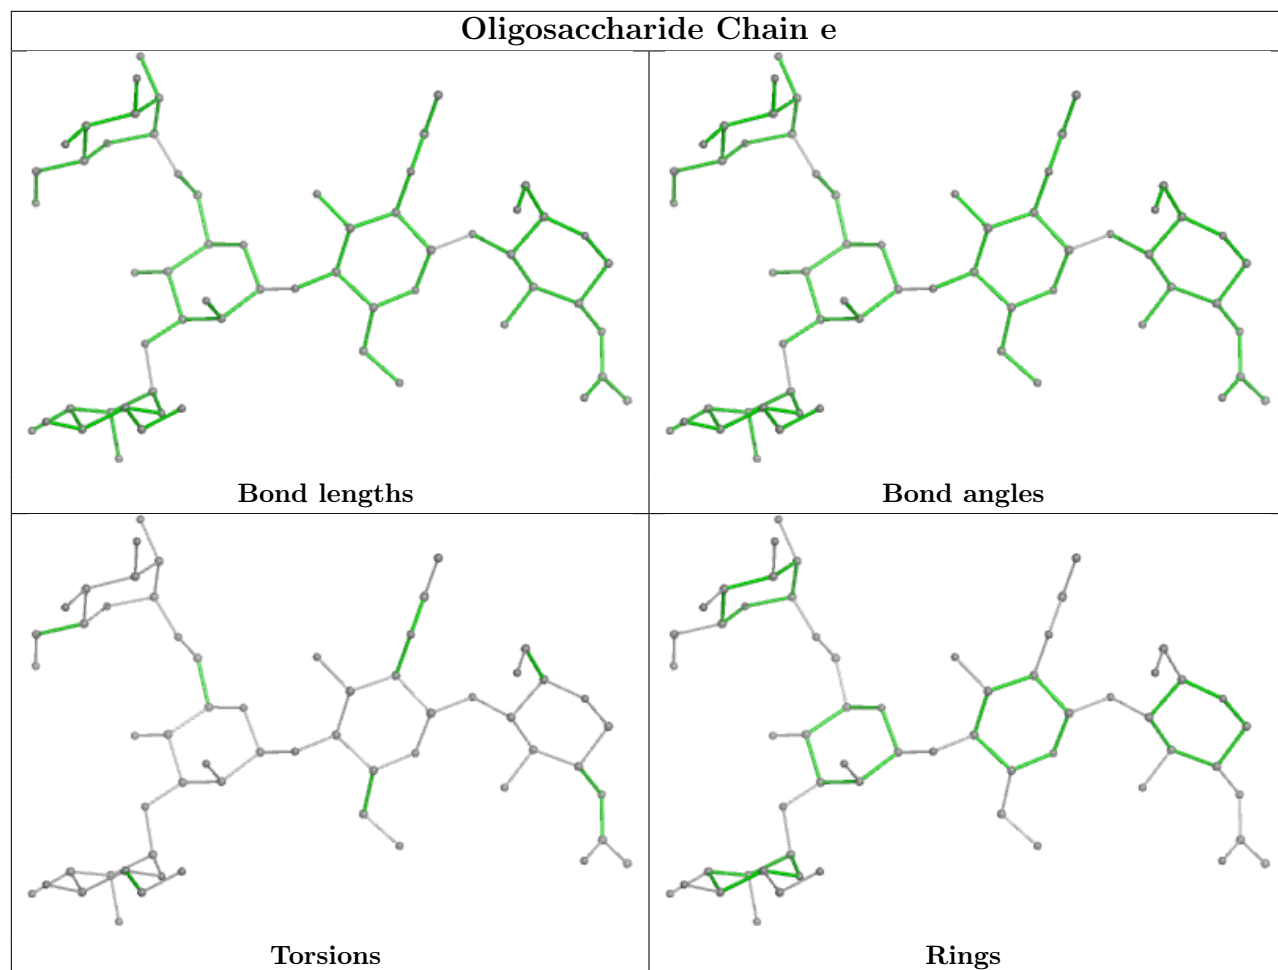 Oligosaccharide Chain e
Bond lengths
Bond angles
Torsions
Rings